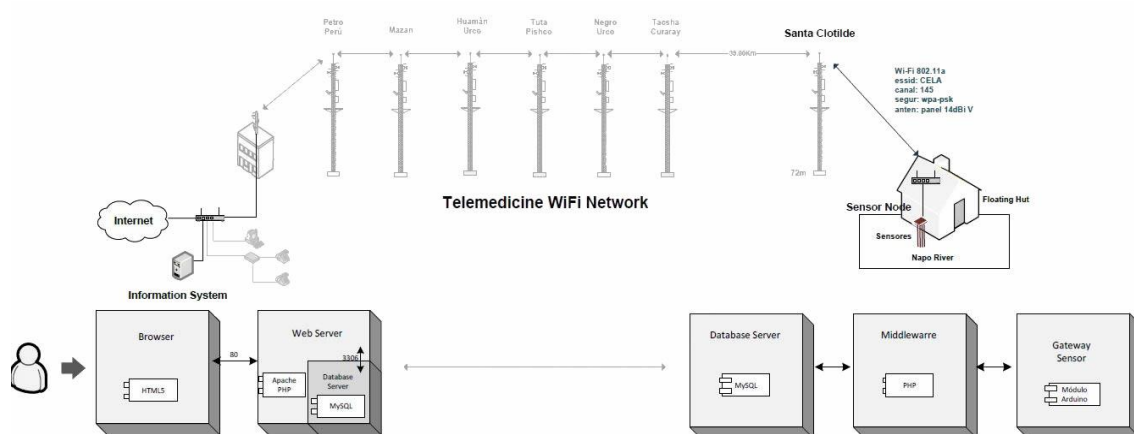 Petro
Perú
Mazan
Huamán
Urco
Tuta
Pishco
Negro
Urco
Taosha
Curaray
Santa Clotilde
Wi-Fi 802.11a
essid: CELA
canal: 145
segur: wpa-psk
anten: panel 14dBi V
72m
Telemedicine WiFi Network
Internet
Sensor Node
Floating Hut
Sensores
Napo River
Information System
Browser
HTML5
80
Web Server
3306
Apache
PHP
Database
Server
MySQL
Database Server
MySQL
Middlewarre
PHP
Gateway
Sensor
Módulo
Arduino